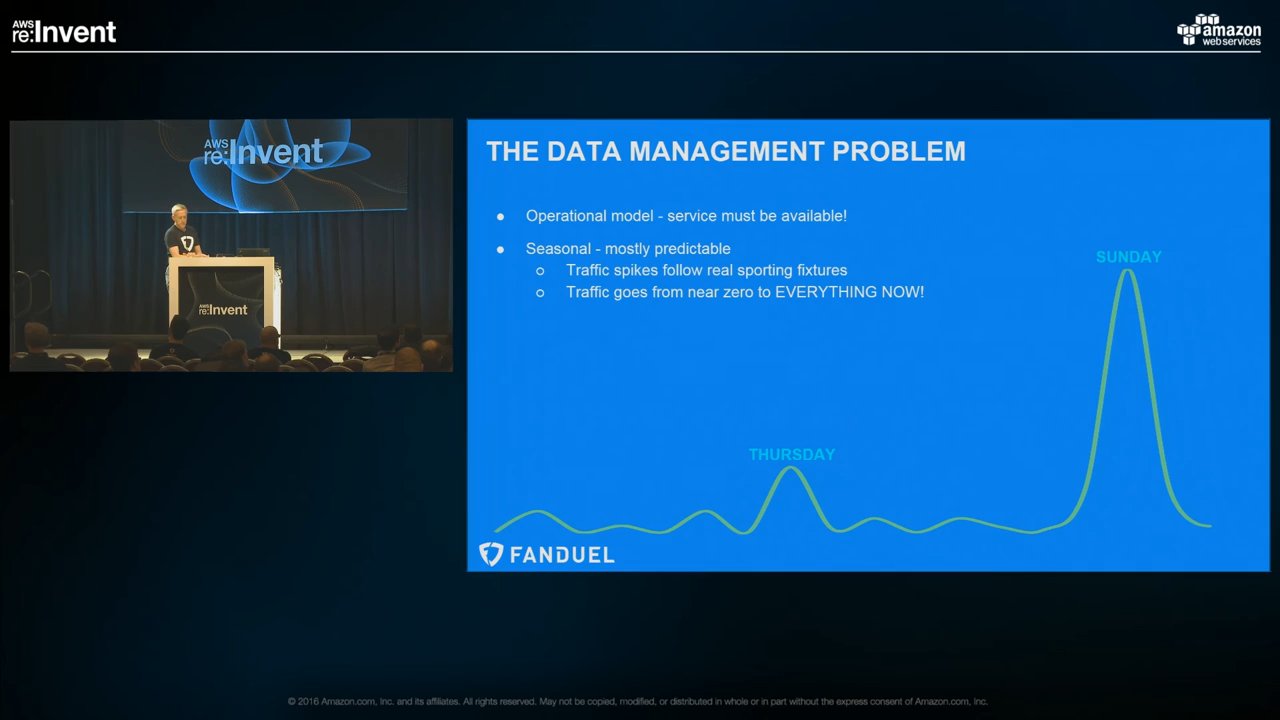 AWS
re:Invent
amazon
web services
AWS
re:Invent
AWS
re:Invent
THE DATA MANAGEMENT PROBLEM
● Operational model - service must be available!
● Seasonal - mostly predictable
○ Traffic spikes follow real sporting fixtures
○ Traffic goes from near zero to EVERYTHING NOW!
SUNDAY
THURSDAY
FANDUEL
© 2016 Amazon.com, Inc. and its affiliates. All rights reserved. May not be copied, modified, or distributed in whole or in part without the express consent of Amazon.com, Inc.